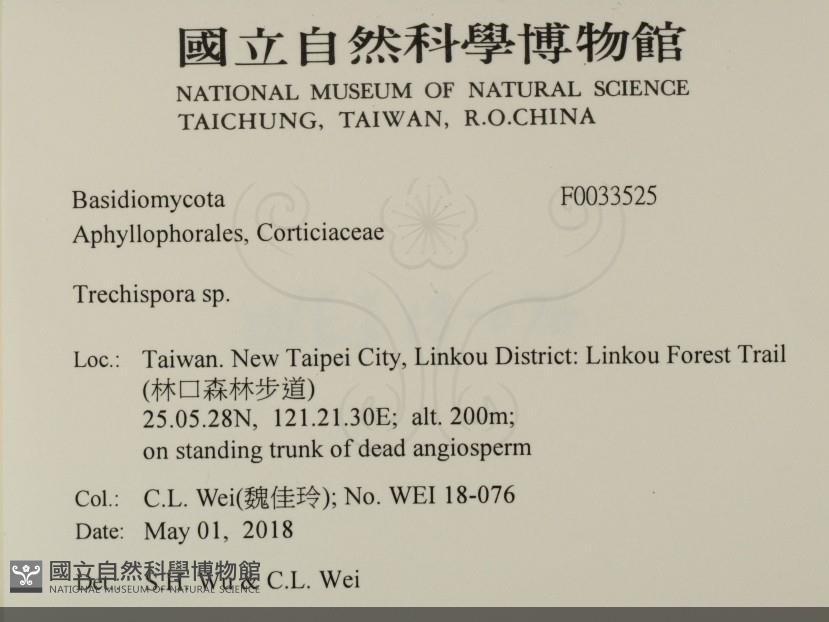 國立自然科學博物館
NATIONAL MUSEUM OF NATURAL SCIENCE
TAICHUNG, TAIWAN, R.O.CHINA
Basidiomycota F0033525
Aphyllophorales, Corticiaceae
Trechispora sp.
Loc.: Taiwan. New Taipei City, Linkou District: Linkou Forest Trail
(林口森林步道)
25.05.28N, 121.21.30E; alt. 200m;
on standing trunk of dead angiosperm
Col.: C.L. Wei(魏佳玲); No. WEI 18-076
Date: May 01, 2018
Det.: S.H. Wu & C.L. Wei
國立自然科學博物館
NATIONAL MUSEUM OF NATURAL SCIENCE